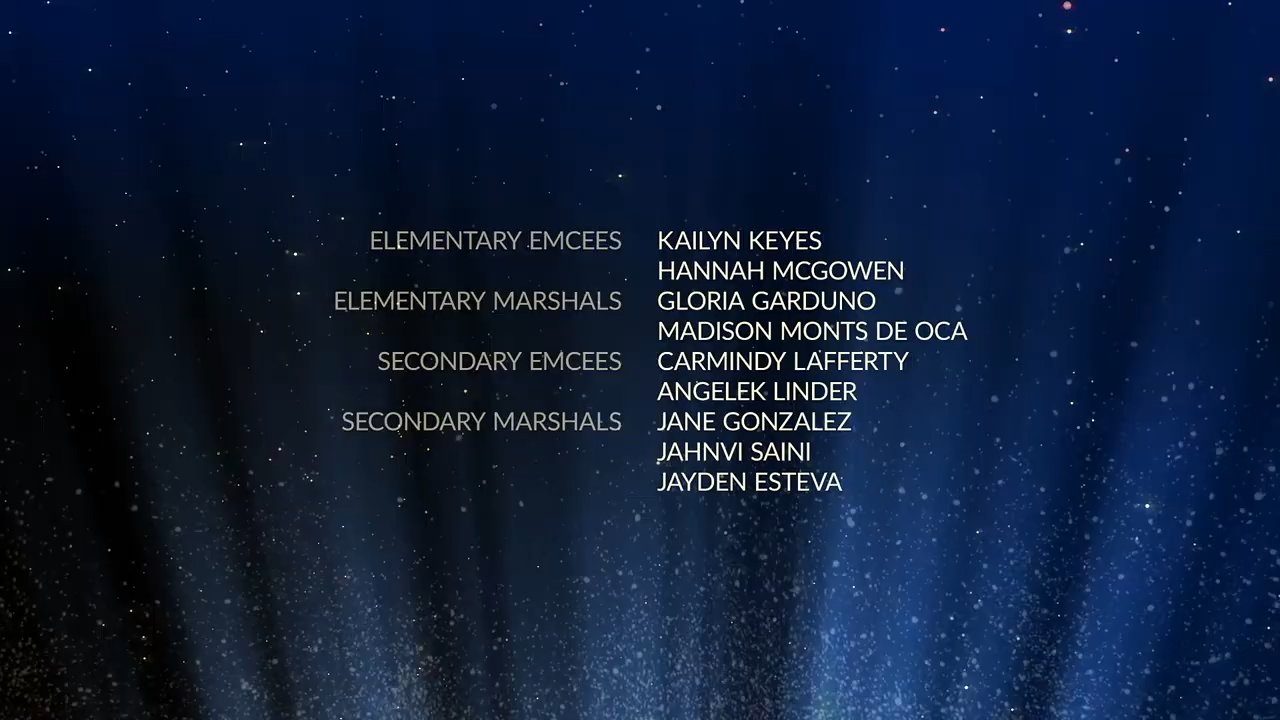 ELEMENTARY EMCEES KAILYN KEYES
HANNAH MCGOWEN
ELEMENTARY MARSHALS GLORIA GARDUNO
MADISON MONTS DE OCA
SECONDARY EMCEES CARMINDY LAFFERTY
ANGELEK LINDER
SECONDARY MARSHALS JANE GONZALEZ
JAHNVI SAINI
JAYDEN ESTEVA